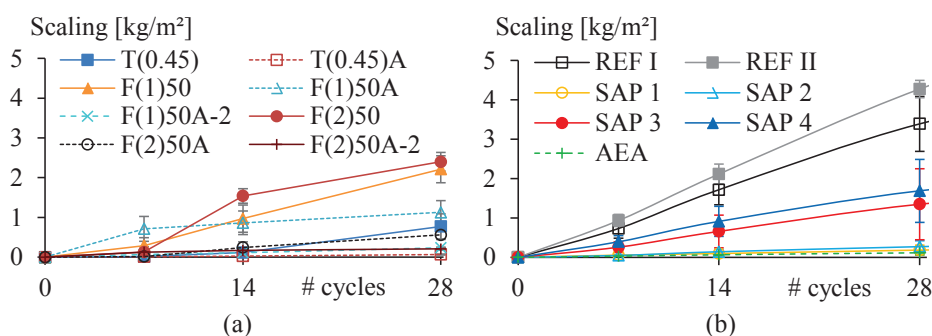 (a) Scaling [kg/m²]
5
4
3
2
1
0
T(0.45) T(0.45)A
F(1)50 F(1)50A
F(1)50A-2 F(2)50
F(2)50A F(2)50A-2
0 14 # cycles 28
(a)
(b) Scaling [kg/m²]
5
4
3
2
1
0
REF I REF II
SAP 1 SAP 2
SAP 3 SAP 4
AEA
0 14 # cycles 28
(b)